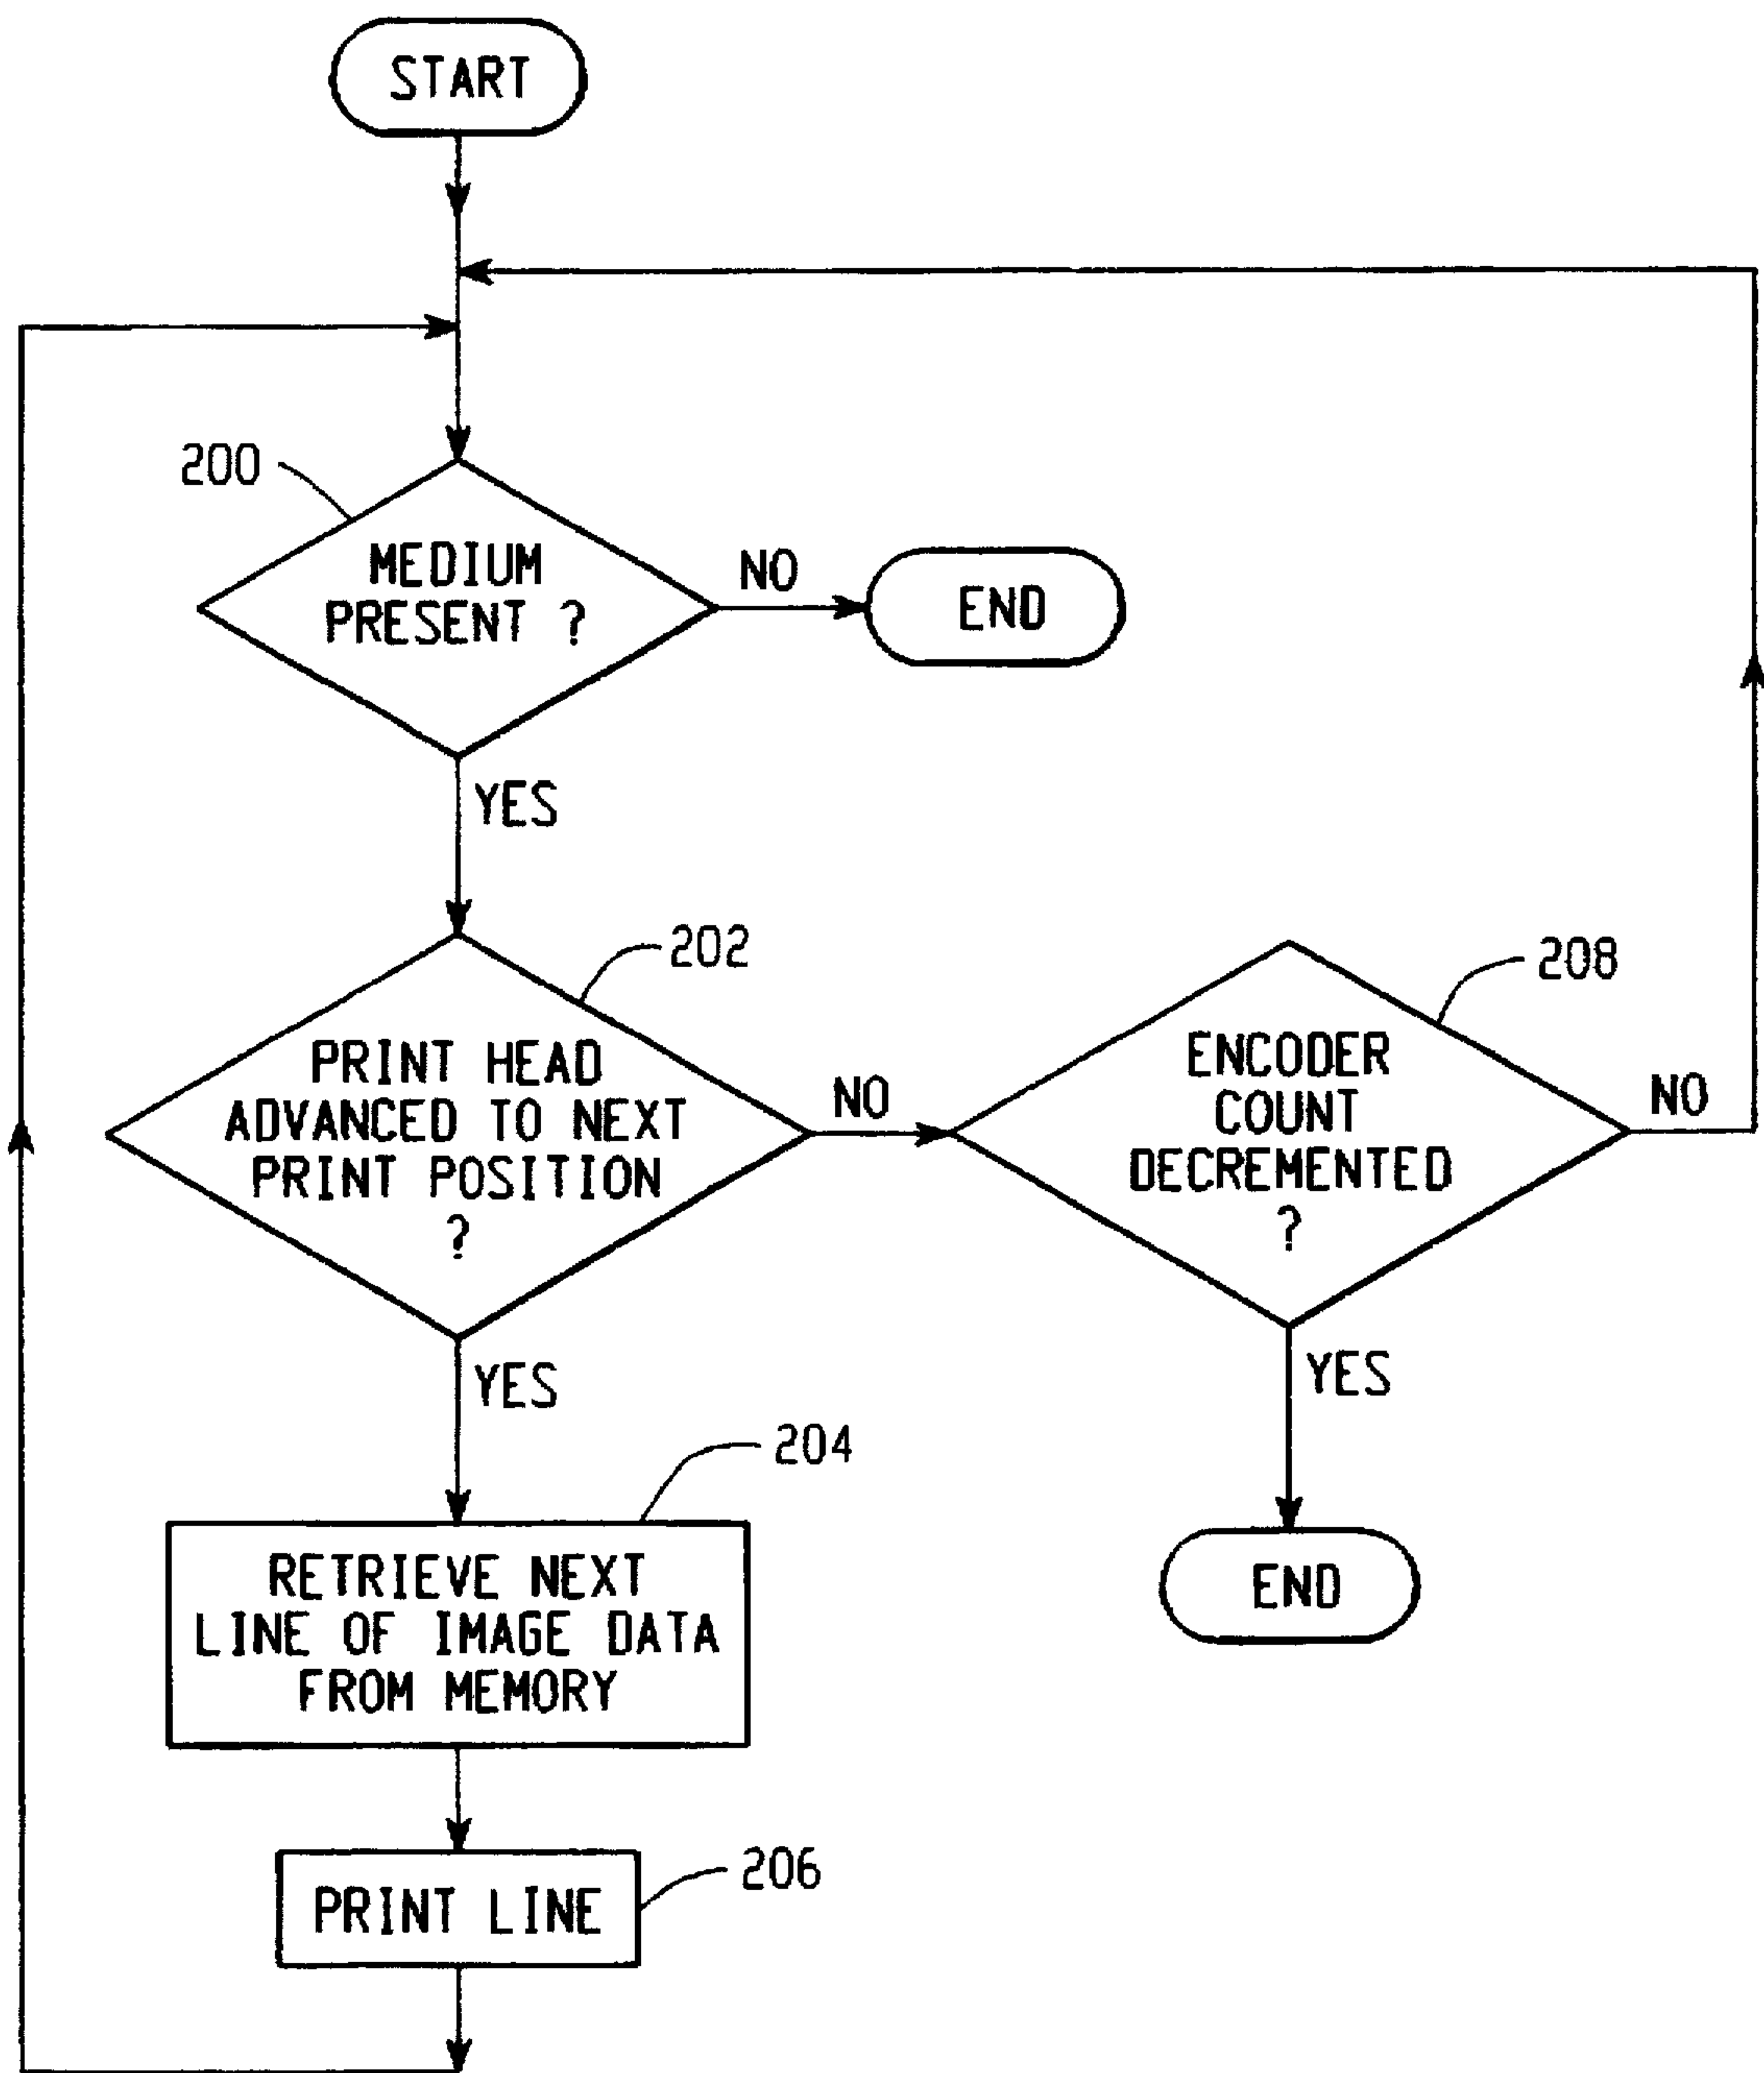 START
200
MEDIUM
PRESENT ?
NO
END
YES
202
PRINT HEAD
ADVANCED TO NEXT
PRINT POSITION
?
NO
208
ENCODER
COUNT
DECREMENTED
?
NO
YES
YES
204
RETRIEVE NEXT
LINE OF IMAGE DATA
FROM MEMORY
END
206
PRINT LINE